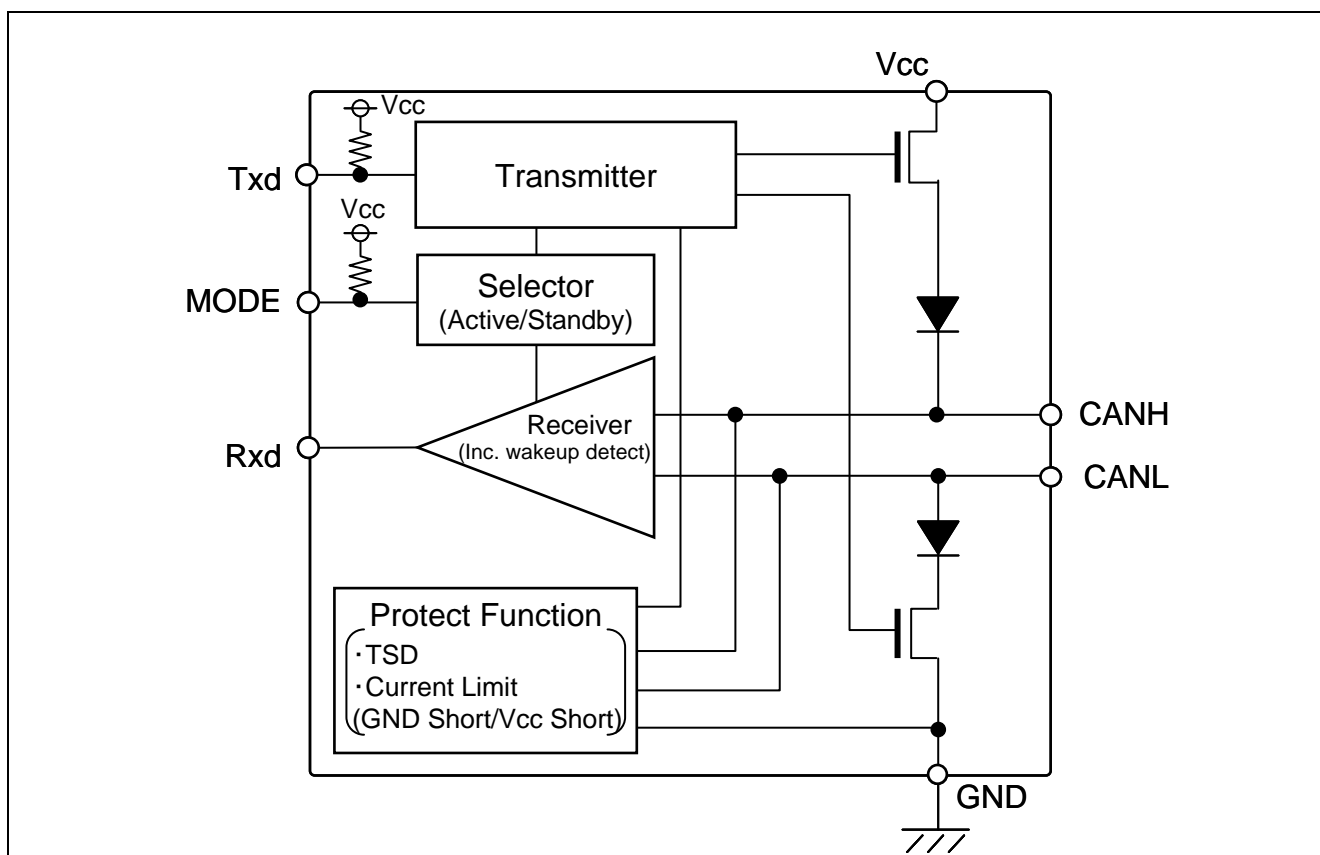 Vcc
Vcc
Txd
Transmitter
Vcc
MODE
Selector
(Active/Standby)
Rxd
Receiver
(Inc. wakeup detect)
CANH
CANL
Protect Function
・TSD
・Current Limit
(GND Short/Vcc Short)
GND